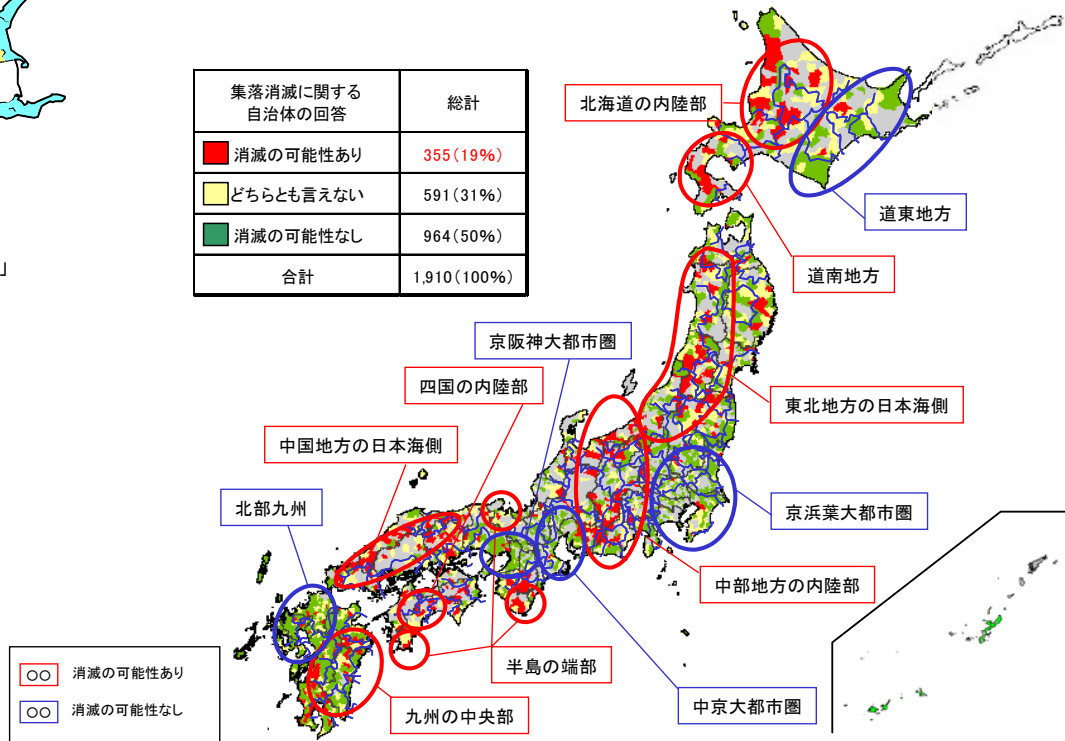 集落消滅に関する
自治体の回答
総計
消滅の可能性あり
355(19%)
どちらとも言えない
591(31%)
消滅の可能性なし
964(50%)
合計
1,910(100%)
」
北海道の内陸部
道東地方
道南地方
京阪神大都市圏
四国の内陸部
東北地方の日本海側
中国地方の日本海側
北部九州
京浜葉大都市圏
中部地方の内陸部
半島の端部
中京大都市圏
九州の中央部
○○ 消滅の可能性あり
○○ 消滅の可能性なし